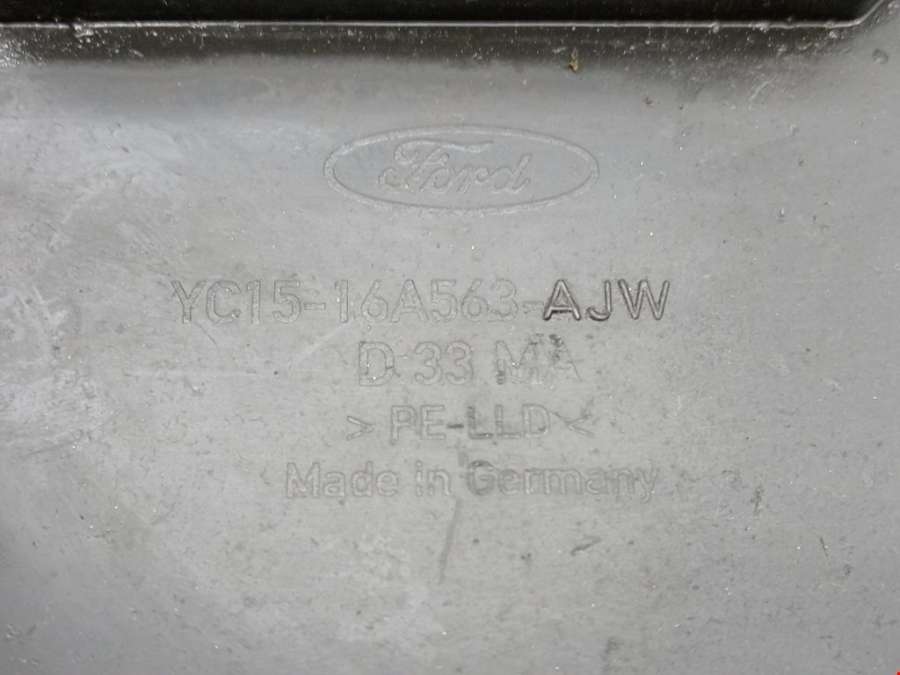 Ford
YC15-16A563-AJW
D 33 MA
> PE-LLD <
Made in Germany